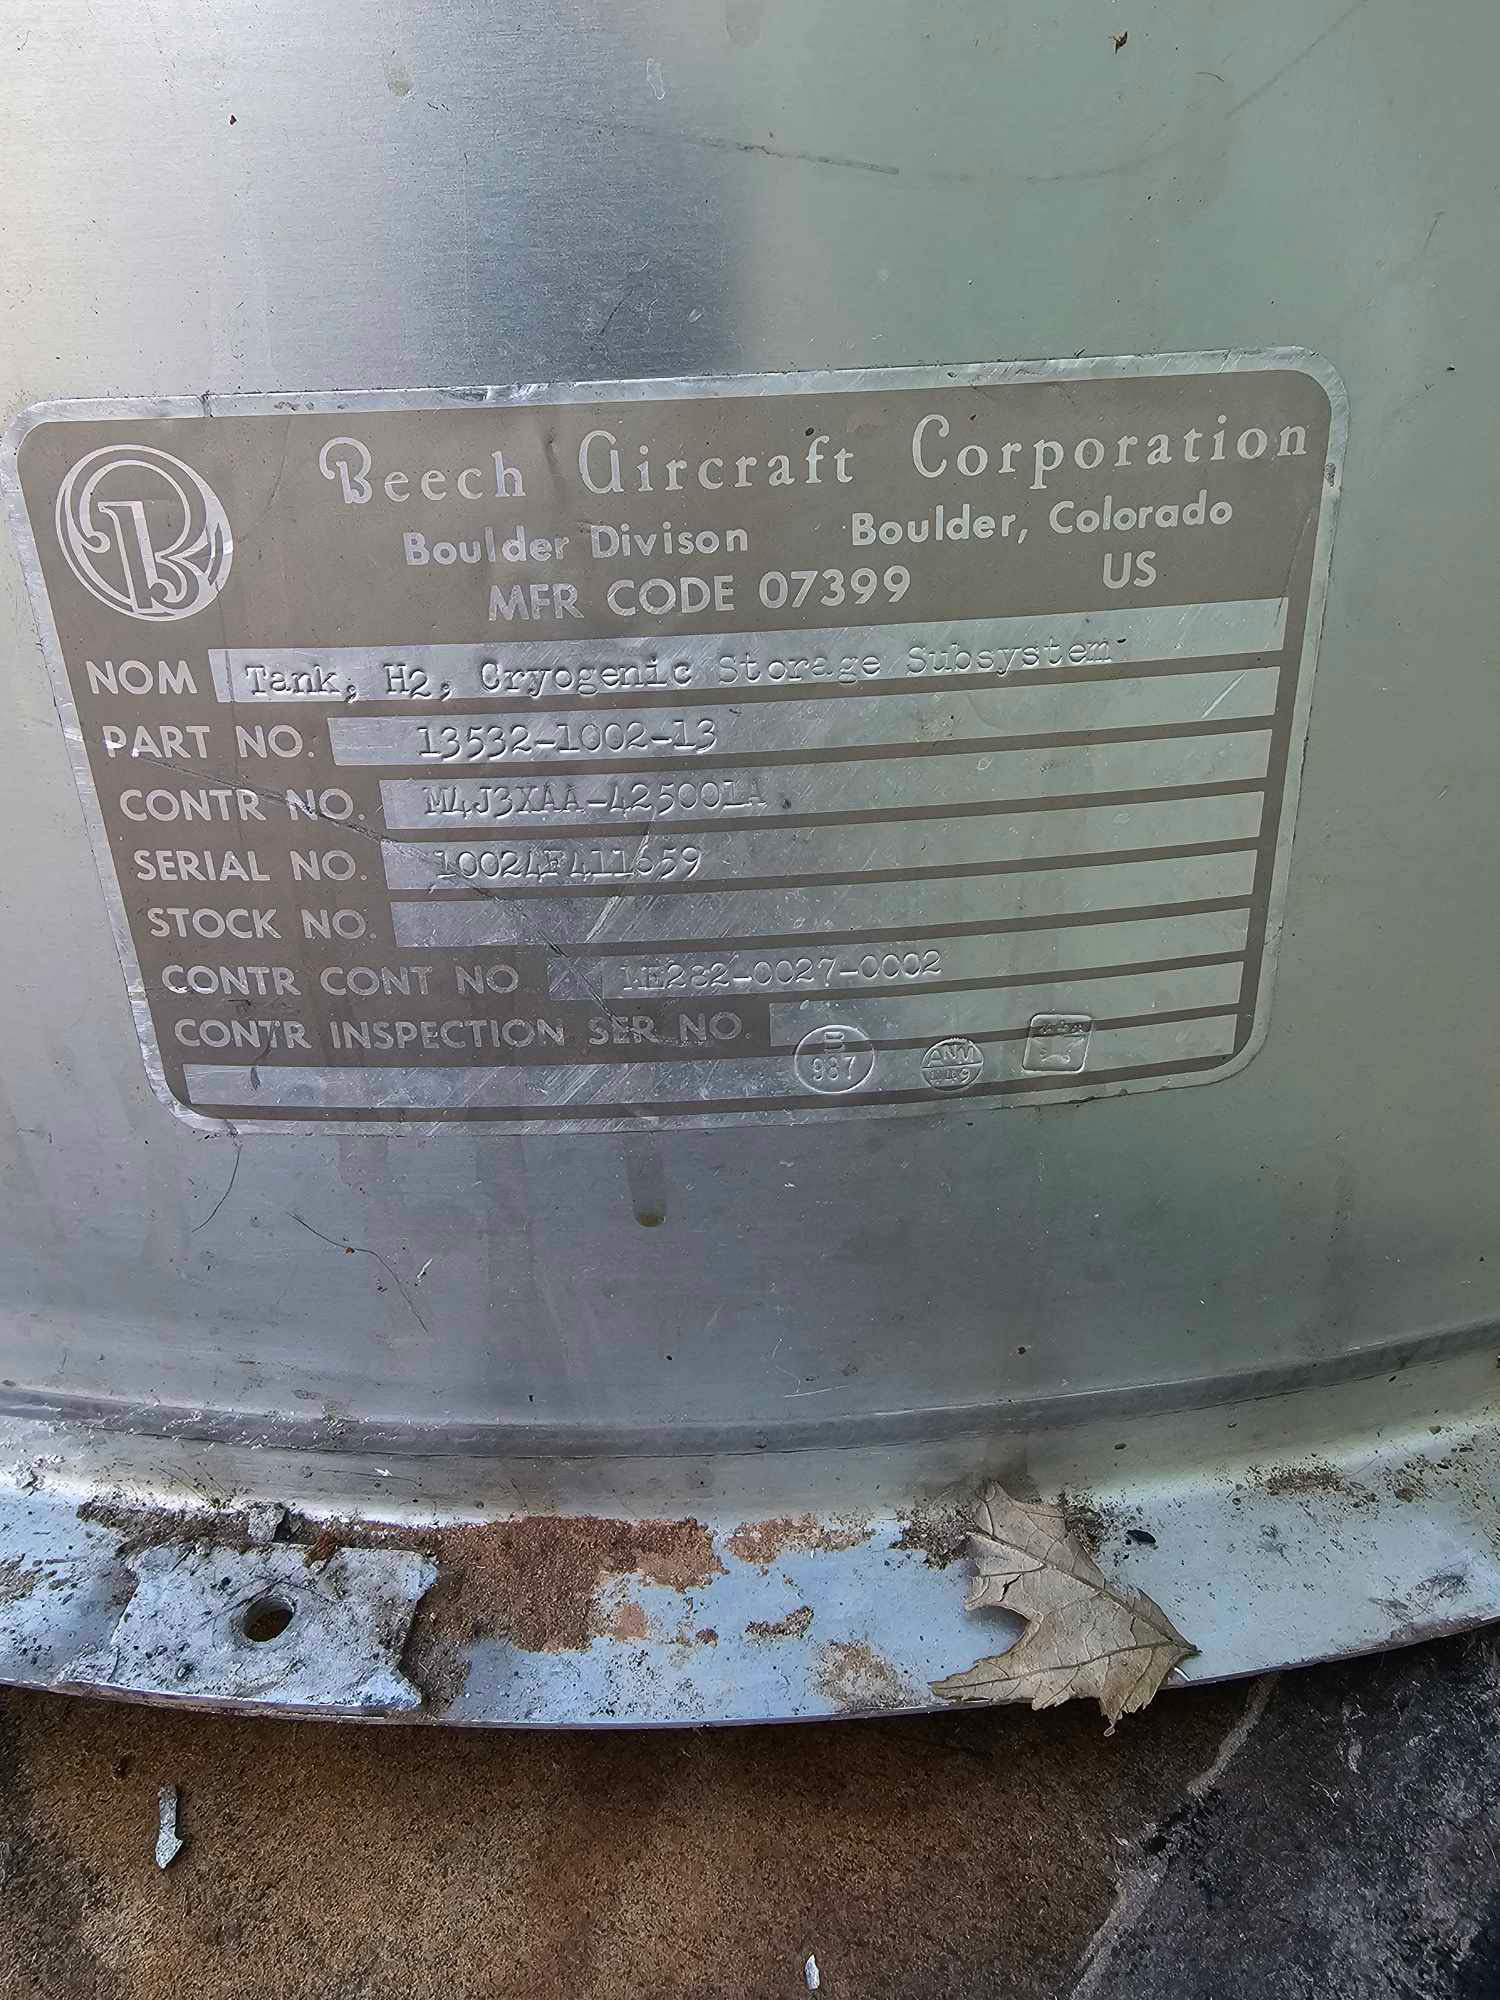 B
Beech Aircraft Corporation
Boulder Divison Boulder, Colorado
MFR CODE 07399 US
NOM Tank, H2, Cryogenic Storage Subsystem
PART NO. 13532-1002-13
CONTR NO. M4J3XAA-425001A
SERIAL NO. 10024F411659
STOCK NO.
CONTR CONT NO ME282-0027-0002
CONTR INSPECTION SER NO.
B
987
ANM